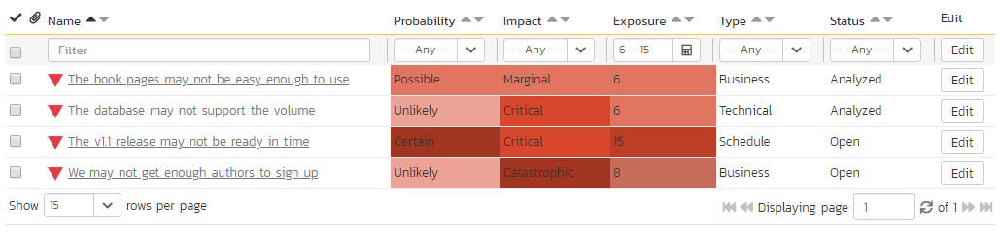 Name Probability Impact Exposure Type Status Edit
Filter -- Any -- -- Any -- 6 - 15 -- Any -- -- Any -- Edit
The book pages may not be easy enough to use Possible Marginal 6 Business Analyzed Edit
The database may not support the volume Unlikely Critical 6 Technical Analyzed Edit
The v1.1 release may not be ready in time Certain Critical 15 Schedule Open Edit
We may not get enough authors to sign up Unlikely Catastrophic 8 Business Open Edit
Show 15 rows per page Displaying page 1 of 1